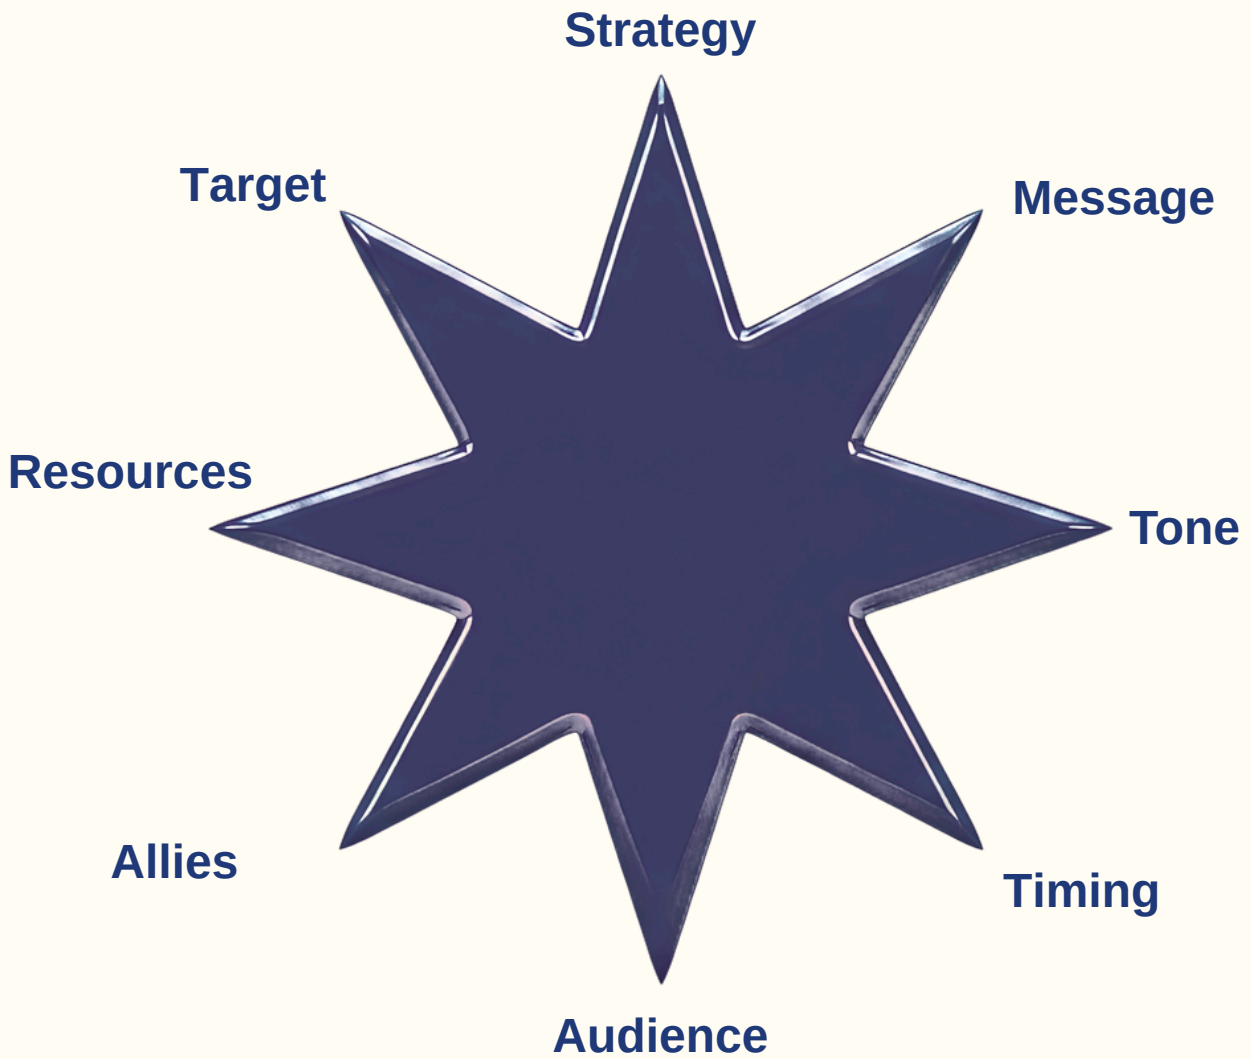 Strategy
Target
Message
Resources
Tone
Allies
Timing
Audience